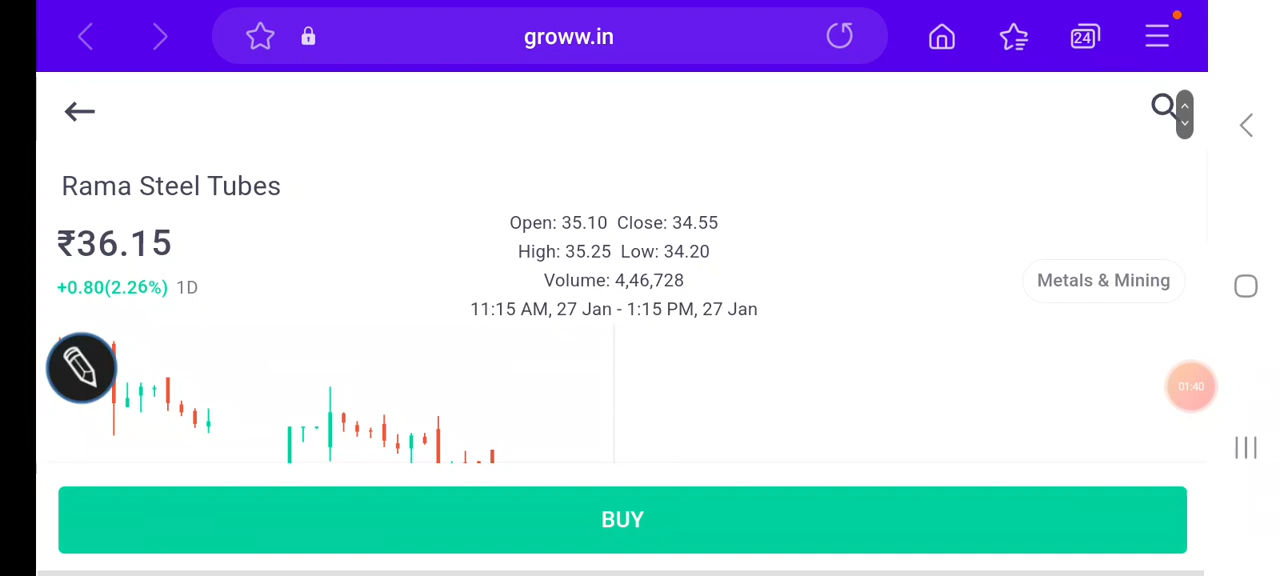 groww.in
24
Rama Steel Tubes
₹36.15
+0.80(2.26%) 1D
Open: 35.10 Close: 34.55
High: 35.25 Low: 34.20
Volume: 4,46,728
11:15 AM, 27 Jan - 1:15 PM, 27 Jan
Metals & Mining
01:40
BUY